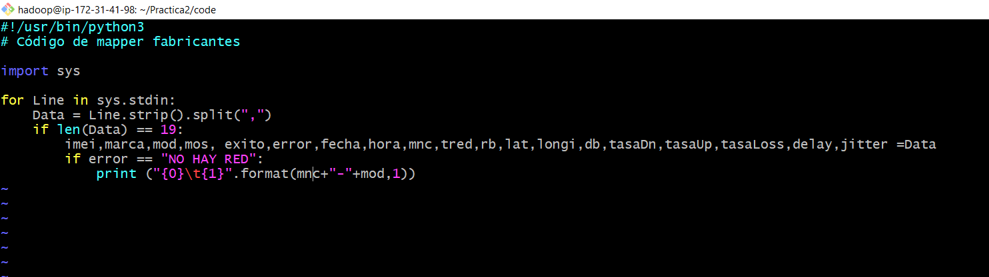 hadoop@ip-172-31-41-98: ~/Practica2/code
#!/usr/bin/python3
# Código de mapper fabricantes
import sys
for Line in sys.stdin:
    Data = Line.strip().split(",")
    if len(Data) == 19:
        imei,marca,mod,mos, exito,error,fecha,hora,mnc,tred,rb,lat,longi,db,tasaDn,tasaUp,tasaLoss,delay,jitter =Data
        if error == "NO HAY RED":
            print ("{0}\t{1}".format(mnc+"-"+mod,1))
~
~
~
~
~
~
~